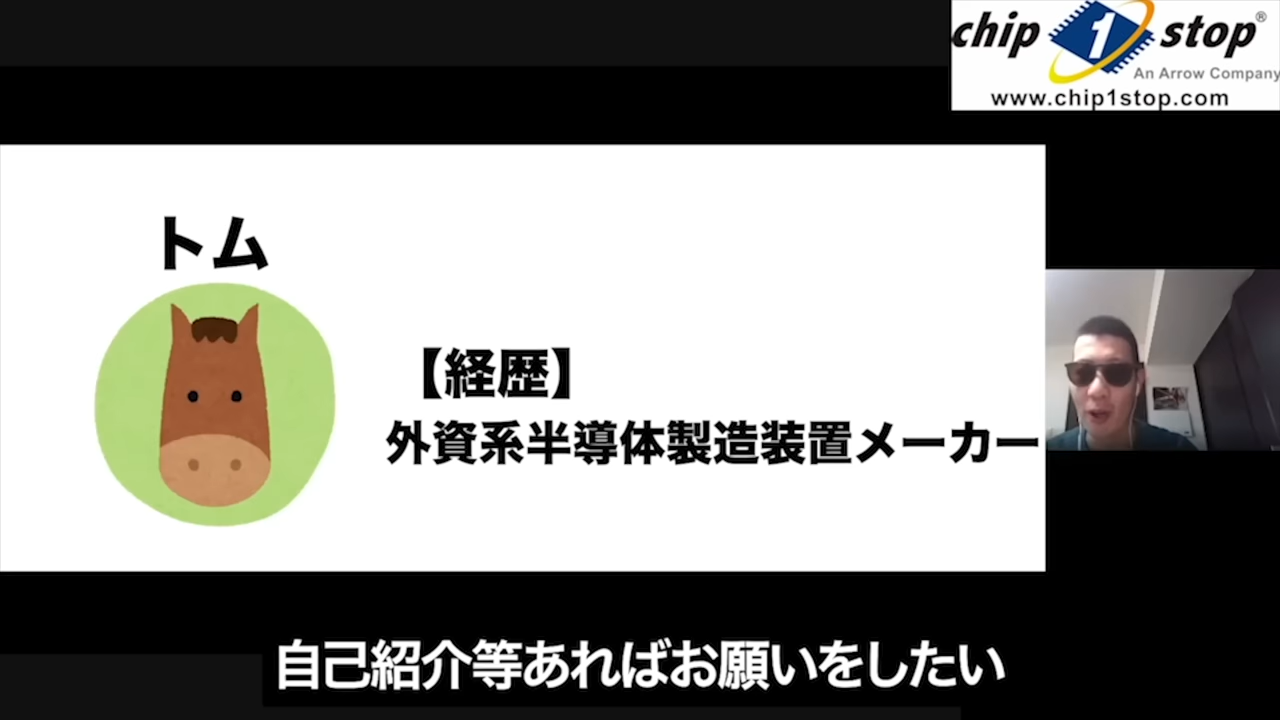 chip 1 stop®
An Arrow Company
www.chip1stop.com
トム
【経歴】
外資系半導体製造装置メーカー
自己紹介等あればお願いをしたい